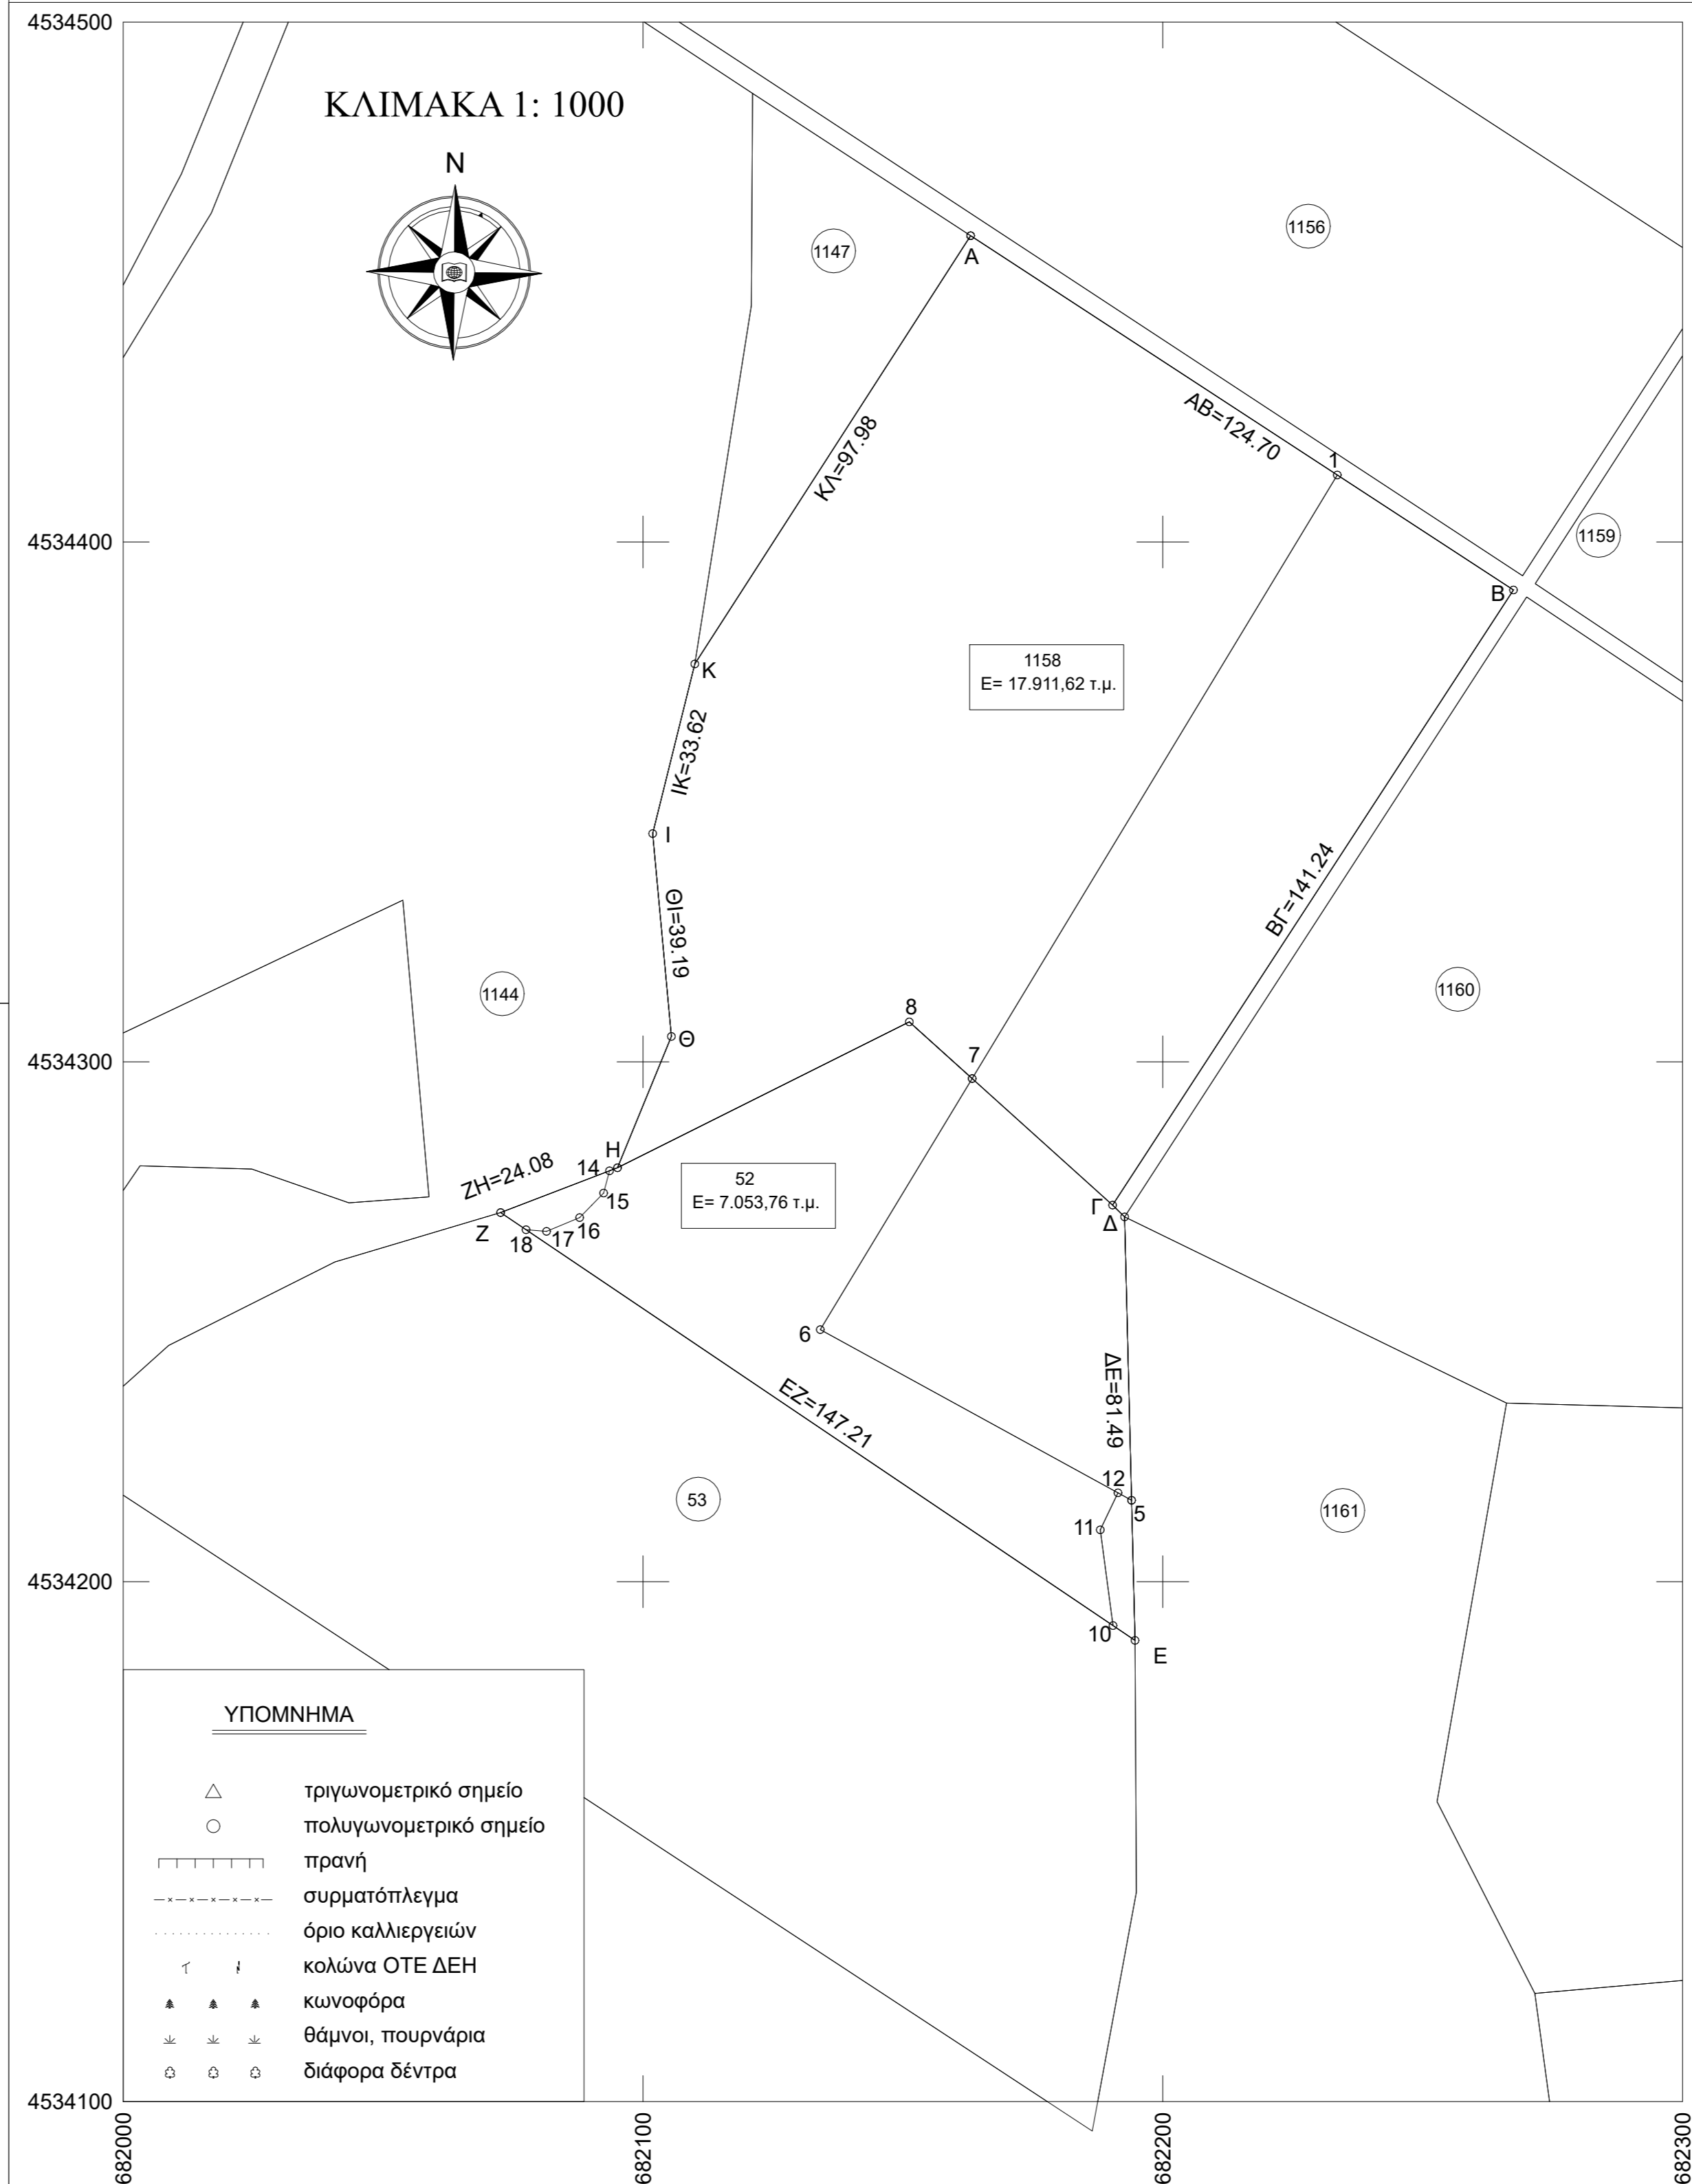 4534500
ΚΛΙΜΑΚΑ 1: 1000
N
1156
1147
A
ΑΒ=124.70
ΚΛ=97.98
1
4534400
1159
B
1158
Ε= 17.911,62 τ.μ.
K
ΙΚ=33.62
I
ΒΓ=141.24
ΘΙ=39.19
1144
1160
8
Θ
4534300
7
H
14
ΖΗ=24.08
52
Ε= 7.053,76 τ.μ.
15
Γ
16
Δ
Z
17
18
6
ΔΕ=81.49
ΕΖ=147.21
12
53
5
1161
11
4534200
10
E
ΥΠΟΜΝΗΜΑ
τριγωνομετρικό σημείο
πολυγωνομετρικό σημείο
πρανή
συρματόπλεγμα
όριο καλλιεργειών
κολώνα ΟΤΕ ΔΕΗ
κωνοφόρα
θάμνοι, πουρνάρια
διάφορα δέντρα
4534100
682000
682100
682200
682300